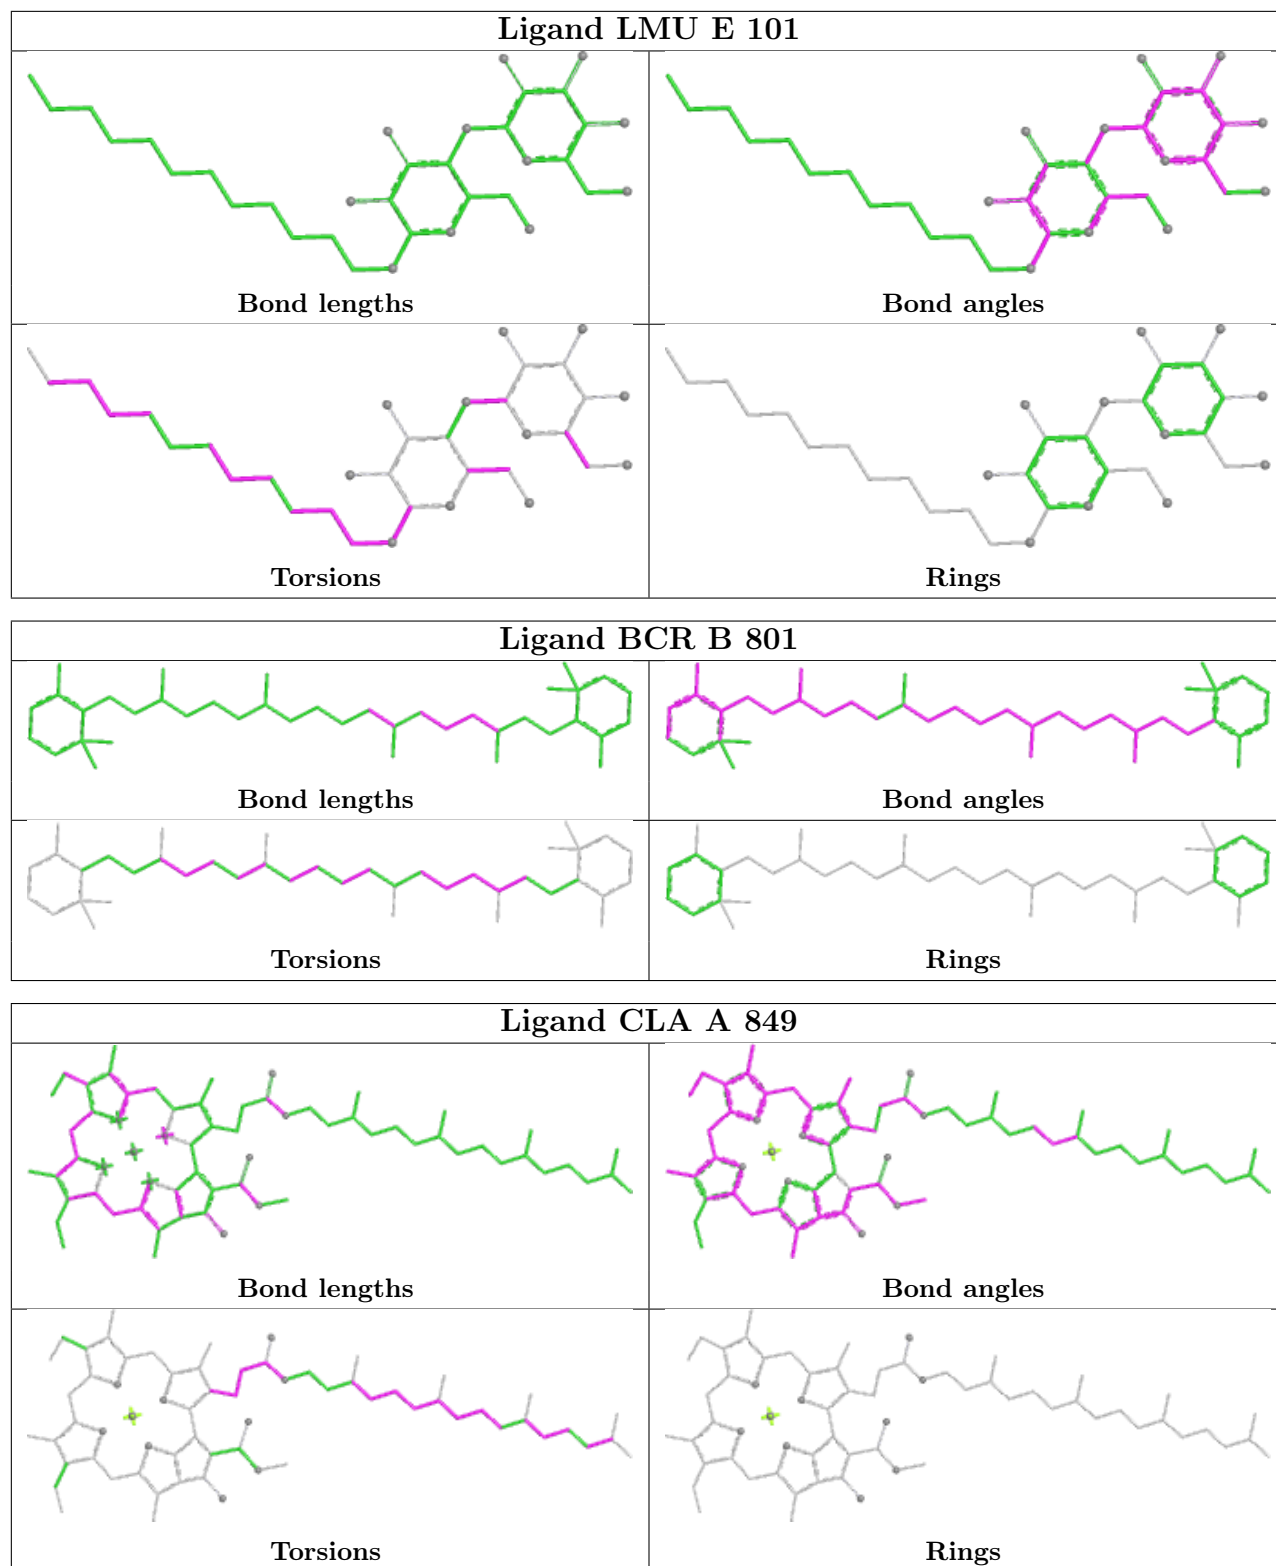 Ligand LMU E 101
Bond lengths
Bond angles
Torsions
Rings
Ligand BCR B 801
Bond lengths
Bond angles
Torsions
Rings
Ligand CLA A 849
Bond lengths
Bond angles
Torsions
Rings